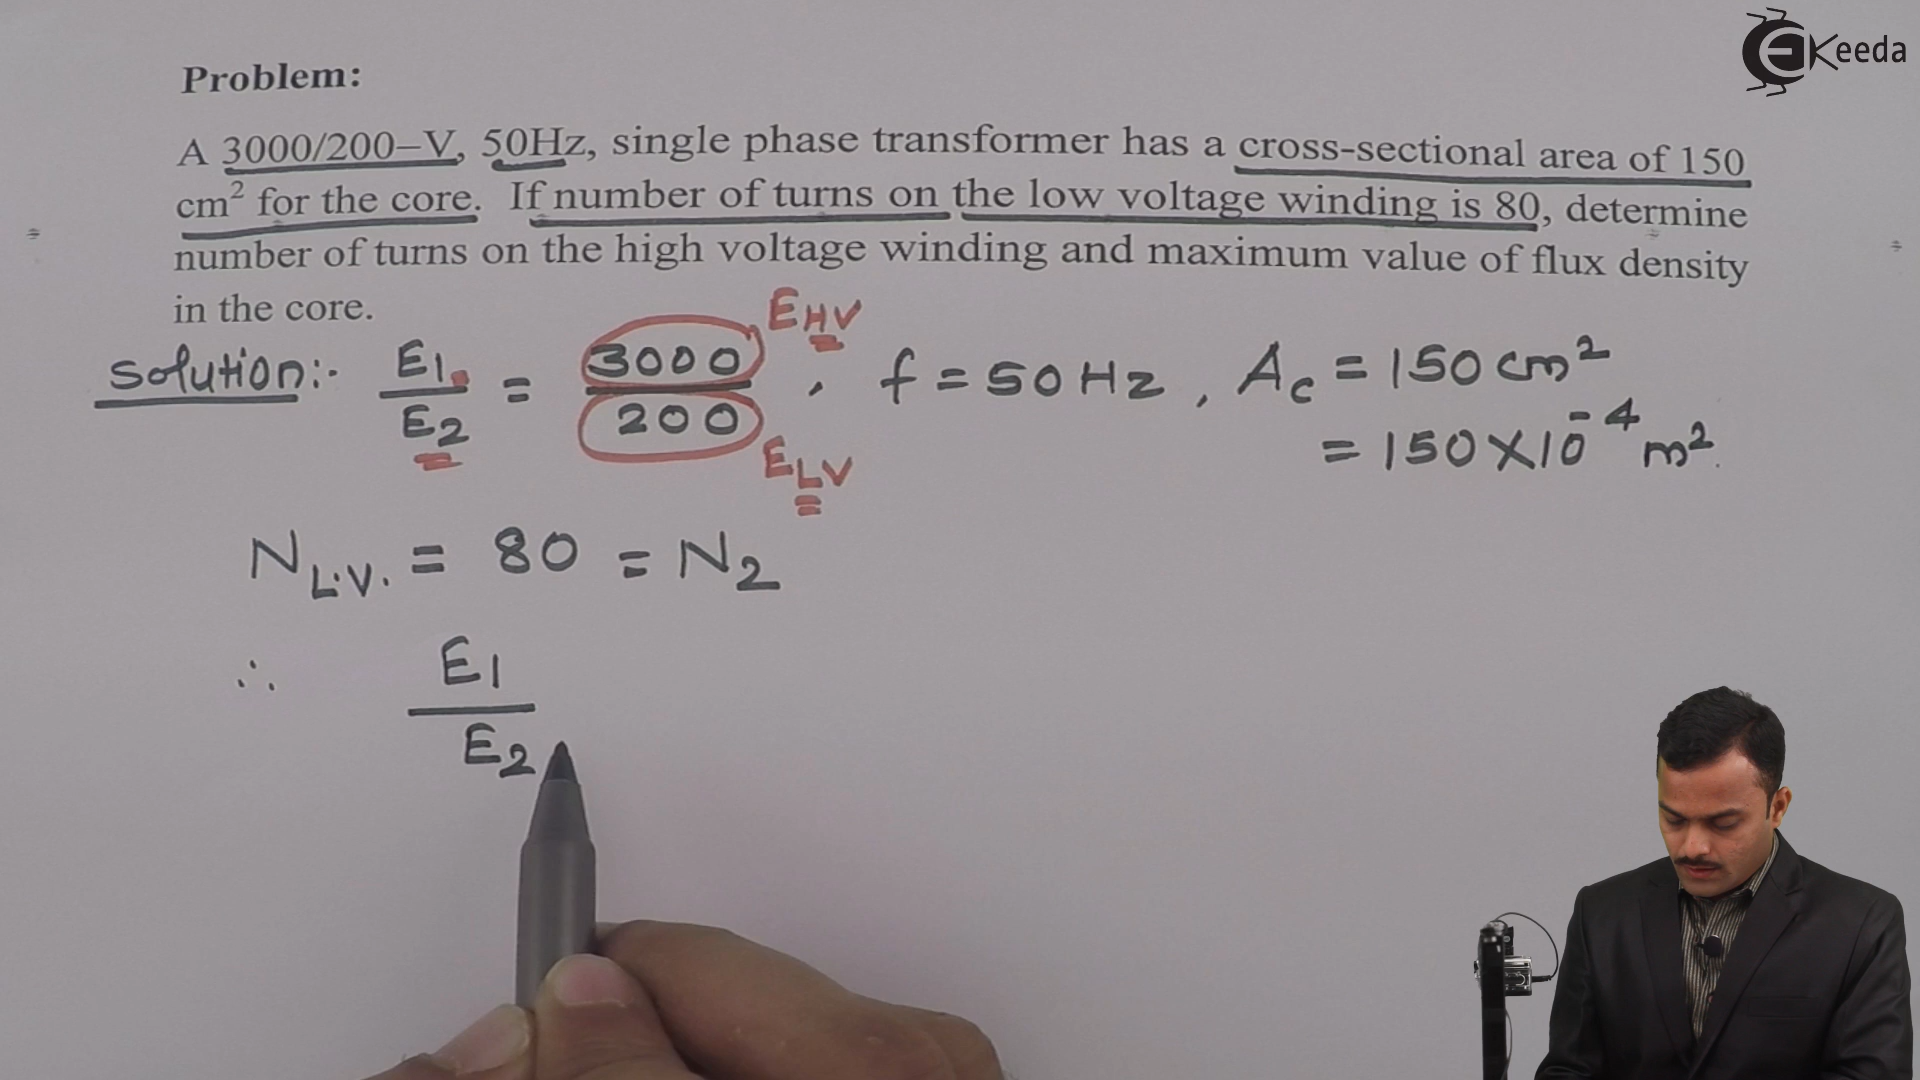 EKeeda
Problem:
A 3000/200–V, 50Hz, single phase transformer has a cross-sectional area of 150
cm² for the core. If number of turns on the low voltage winding is 80, determine
number of turns on the high voltage winding and maximum value of flux density
in the core.
Solution:- E1/E2 = 3000/200, f = 50 Hz, Ac = 150 cm²
EHV
ELV
= 150 × 10⁻⁴ m².
N L.V. = 80 = N2
∴ E1/E2